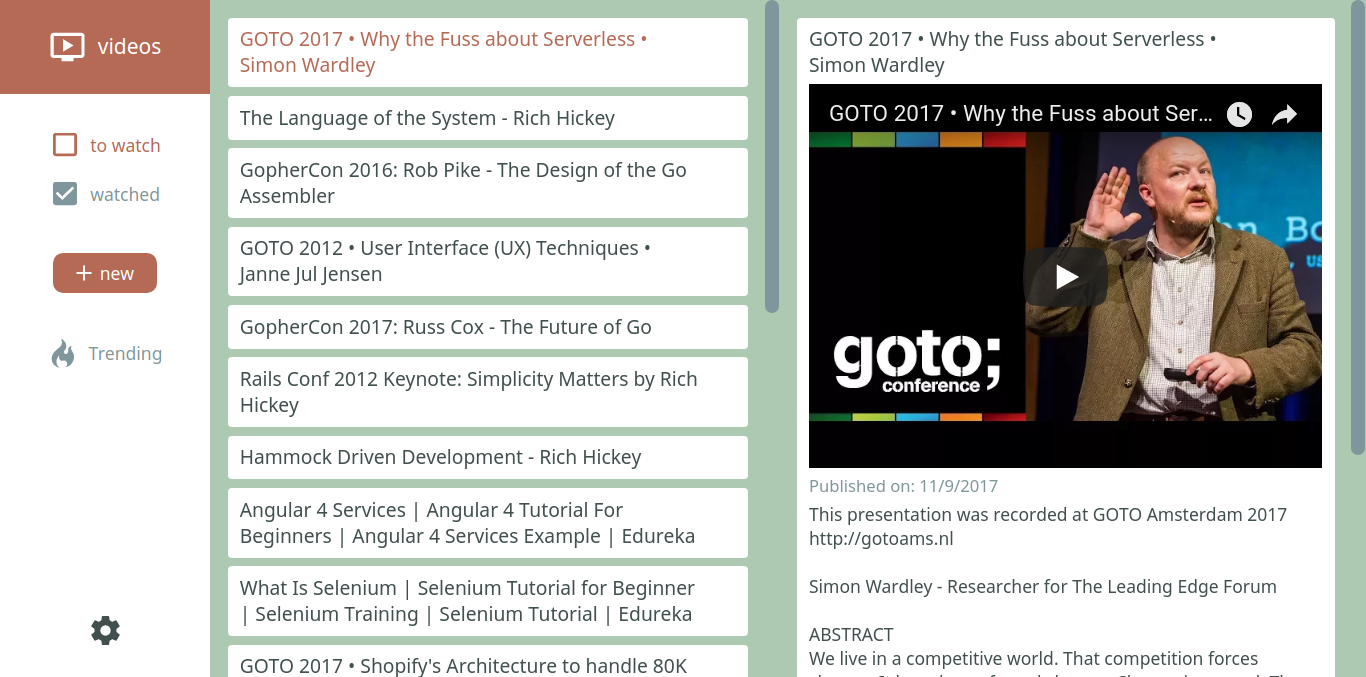 videos
to watch
watched
+ new
Trending
GOTO 2017 • Why the Fuss about Serverless •
Simon Wardley
The Language of the System - Rich Hickey
GopherCon 2016: Rob Pike - The Design of the Go
Assembler
GOTO 2012 • User Interface (UX) Techniques •
Janne Jul Jensen
GopherCon 2017: Russ Cox - The Future of Go
Rails Conf 2012 Keynote: Simplicity Matters by Rich
Hickey
Hammock Driven Development - Rich Hickey
Angular 4 Services | Angular 4 Tutorial For
Beginners | Angular 4 Services Example | Edureka
What Is Selenium | Selenium Tutorial for Beginner
| Selenium Training | Selenium Tutorial | Edureka
GOTO 2017 • Shopify's Architecture to handle 80K
GOTO 2017 • Why the Fuss about Serverless •
Simon Wardley
GOTO 2017 • Why the Fuss about Ser...
goto;
conference
Published on: 11/9/2017
This presentation was recorded at GOTO Amsterdam 2017
http://gotoams.nl
Simon Wardley - Researcher for The Leading Edge Forum
ABSTRACT
We live in a competitive world. That competition forces